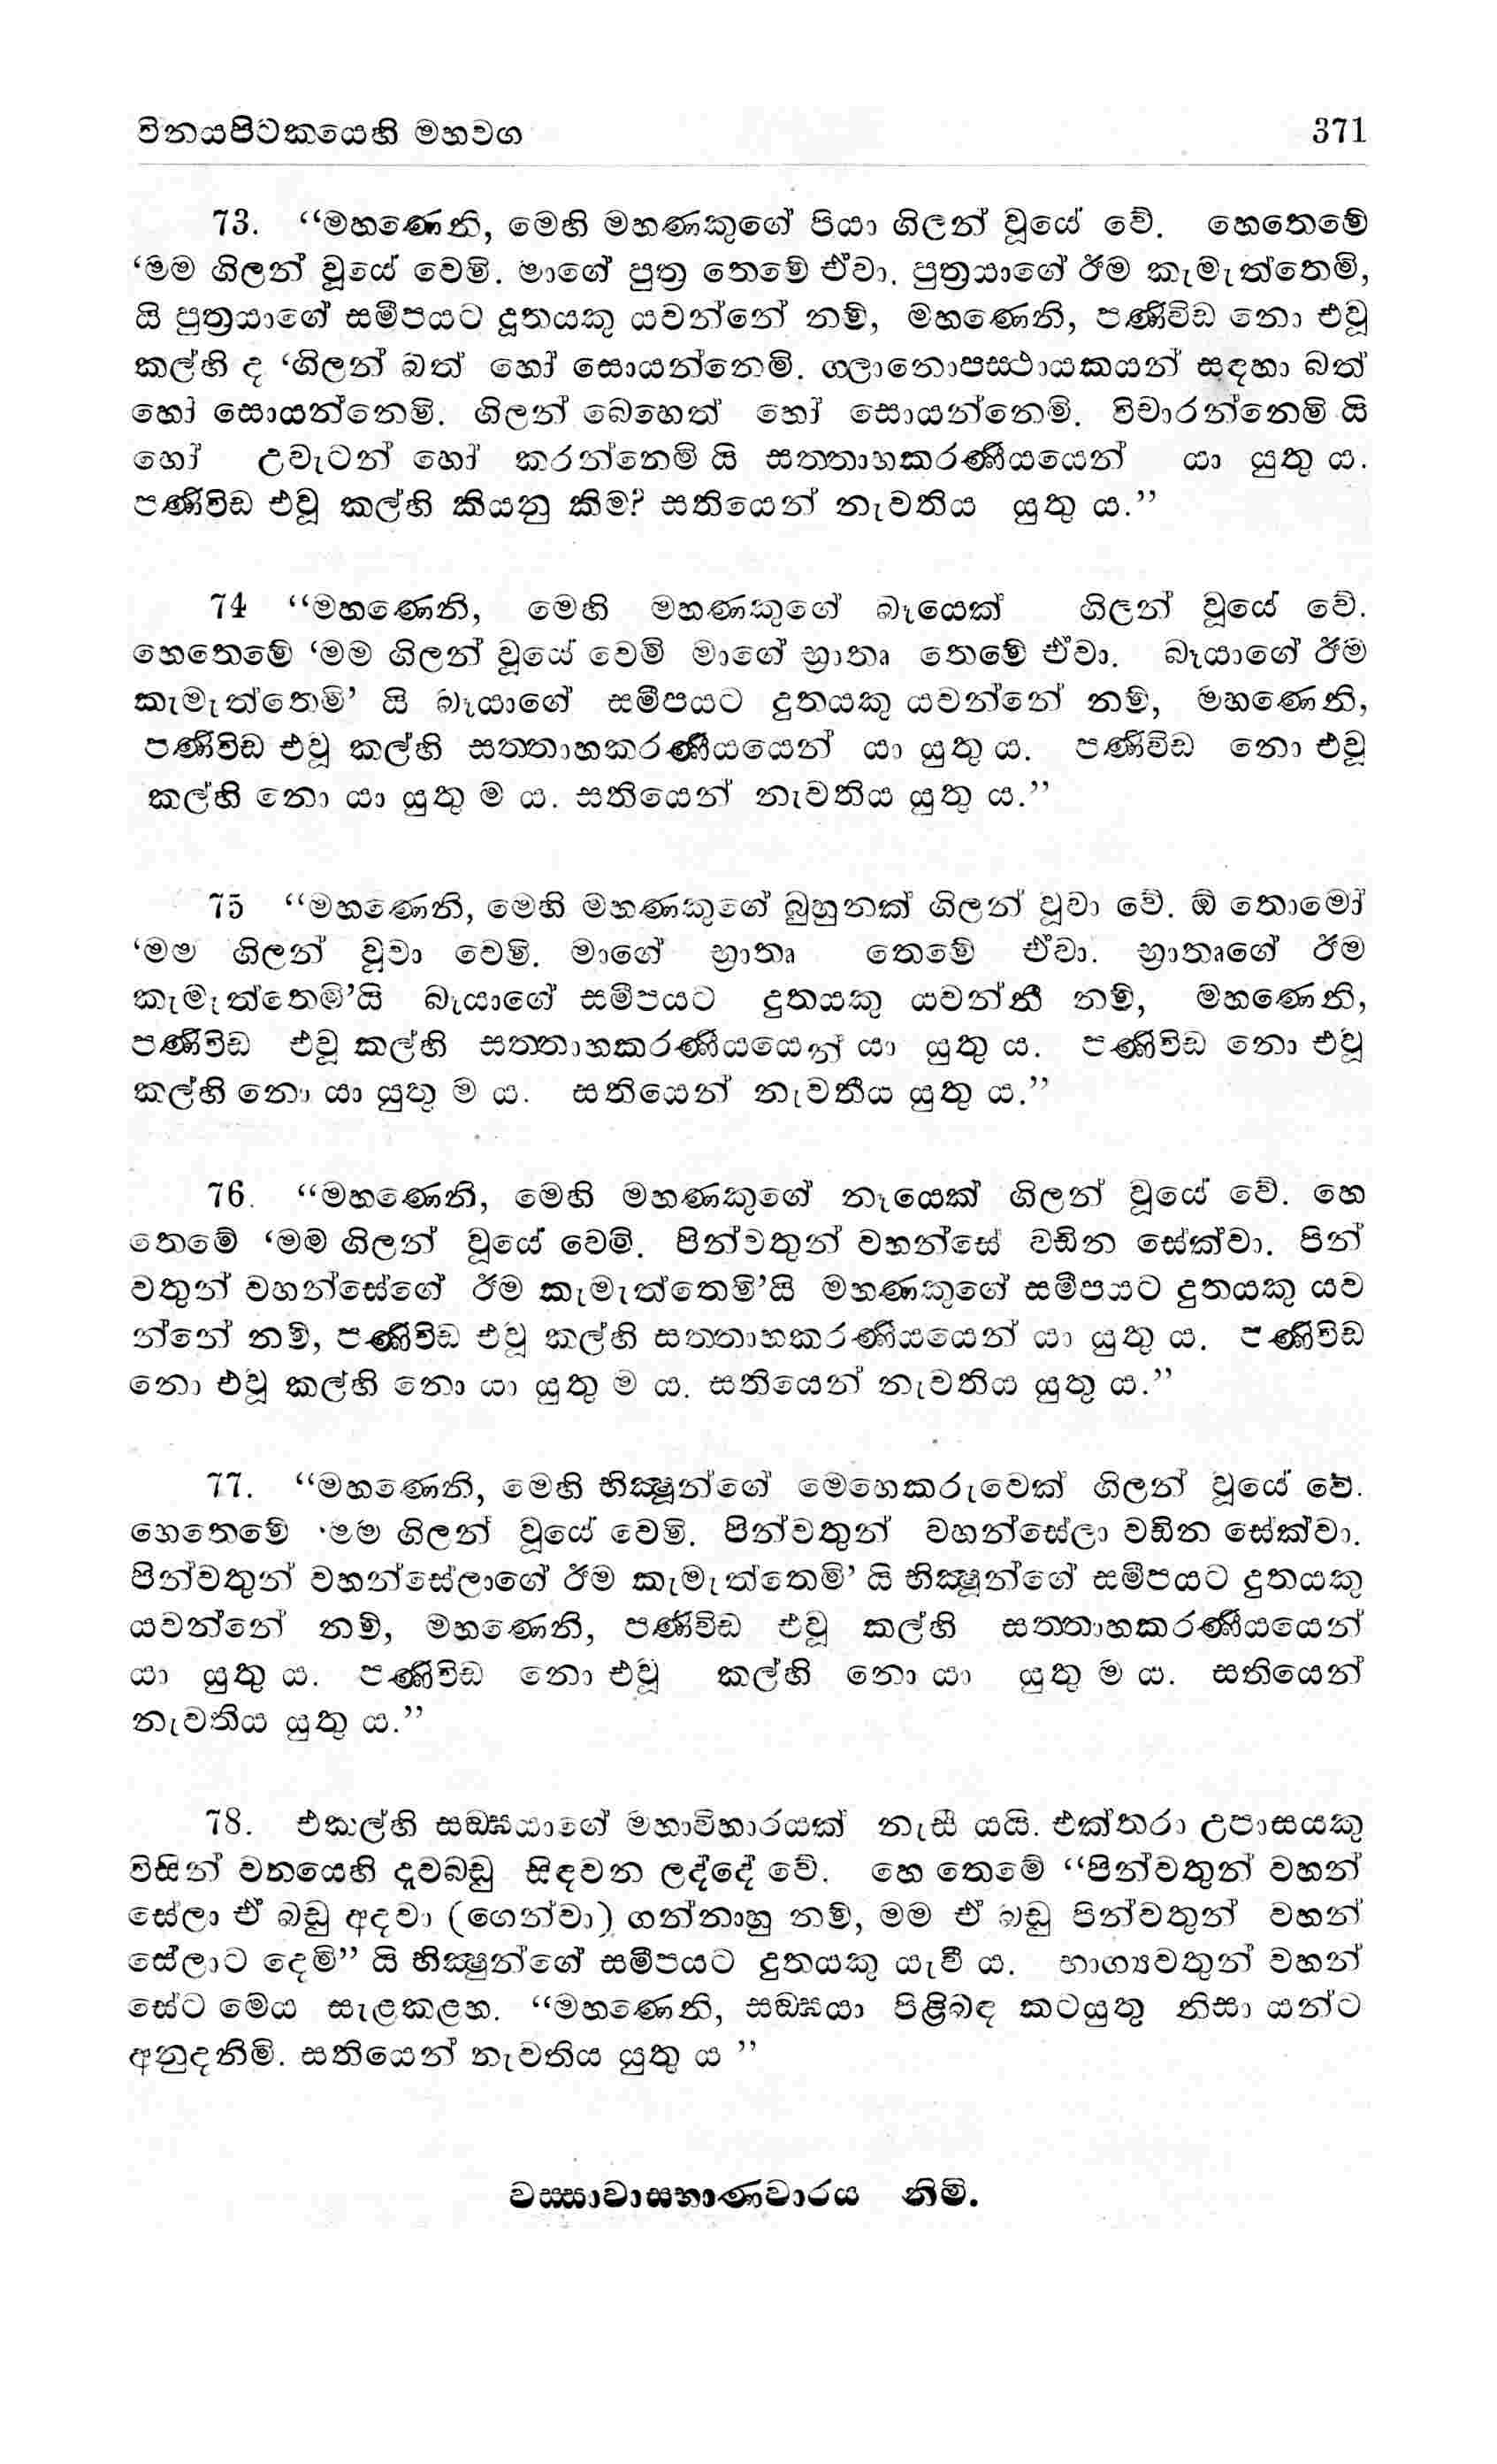 විනයපිටකයෙහි මහවග 371
73. “මහණෙනි, මෙහි මහණකුගේ පියා ගිලන් වූයේ වේ. හෙතෙමේ
‘මම ගිලන් වූයේ වෙමි. මාගේ පුත්‍ර තෙමේ ඒවා. පුත්‍රයාගේ ඊම කැමැත්තෙමි,
යි පුත්‍රයාගේ සමීපයට දූතයකු යවන්නේ නම්, මහණෙනි, පණිවිඩ නො එවූ
කල්හි ද ‘ගිලන් බත් හෝ සොයන්නෙමි. ගලානොපස්ථායකයන් සඳහා බත්
හෝ සොයන්නෙමි. ගිලන් බෙහෙත් හෝ සොයන්නෙමි. විචාරන්නෙමි යි
හෝ උවැටන් හෝ කරන්නෙමි යි සත්තාහකරණීයයෙන් යා යුතු ය.
පණිවිඩ එවූ කල්හි කියනු කිම? සතියෙන් නැවතිය යුතු ය.”
74 “මහණෙනි, මෙහි මහණකුගේ බෑයෙක් ගිලන් වූයේ වේ.
හෙතෙමේ ‘මම ගිලන් වූයේ වෙමි මාගේ භ්‍රාතෘ තෙමේ ඒවා. බෑයාගේ ඊම
කැමැත්තෙමි’ යි බෑයාගේ සමීපයට දූතයකු යවන්නේ නම්, මහණෙනි,
පණිවිඩ එවූ කල්හි සත්තාහකරණීයයෙන් යා යුතු ය. පණිවිඩ නො එවූ
කල්හි නො යා යුතු ම ය. සතියෙන් නැවතිය යුතු ය.”
75 “මහණෙනි, මෙහි මහණකුගේ බුහුනක් ගිලන් වූවා වේ. ඕ තොමෝ
‘මම ගිලන් වූවා වෙමි. මාගේ භ්‍රාතෘ තෙමේ ඒවා. භ්‍රාතෘගේ ඊම
කැමැත්තෙමි’යි බෑයාගේ සමීපයට දූතයකු යවන්නී නම්, මහණෙනි,
පණිවිඩ එවූ කල්හි සත්තාහකරණීයයෙන් යා යුතු ය. පණිවිඩ නො එවූ
කල්හි නො යා යුතු ම ය. සතියෙන් නැවතීය යුතු ය.”
76. “මහණෙනි, මෙහි මහණකුගේ නෑයෙක් ගිලන් වූයේ වේ. හෙ
තෙමේ ‘මම ගිලන් වූයේ වෙමි. පින්වතුන් වහන්සේ වඩින සේක්වා. පින්
වතුන් වහන්සේගේ ඊම කැමැත්තෙමි’යි මහණකුගේ සමීපයට දූතයකු යව
න්නේ නම්, පණිවිඩ එවූ කල්හි සත්තාහකරණීයයෙන් යා යුතු ය. පණිවිඩ
නො එවූ කල්හි නො යා යුතු ම ය. සතියෙන් නැවතිය යුතු ය.”
77. “මහණෙනි, මෙහි භික්‍ෂූන්ගේ මෙහෙකරුවෙක් ගිලන් වූයේ වේ.
හෙතෙමේ ‘මම ගිලන් වූයේ වෙමි. පින්වතුන් වහන්සේලා වඩිත සේක්වා.
පින්වතුන් වහන්සේලාගේ ඊම කැමැත්තෙමි’ යි භික්‍ෂූන්ගේ සමීපයට දූතයකු
යවන්නේ නම්, මහණෙනි, පණිවිඩ එවූ කල්හි සත්තාහකරණීයයෙන්
යා යුතු ය. පණිවිඩ නො එවූ කල්හි නො යා යුතු ම ය. සතියෙන්
නැවතිය යුතු ය.”
78. එකල්හි සඞ්ඝයාගේ මහාවිහාරයක් නැසී යයි. එක්තරා උපාසයකු
විසින් වනයෙහි දැවබඩු සිඳවන ලද්දේ වේ. හෙ තෙමේ “පින්වතුන් වහන්
සේලා ඒ බඩු අදවා (ගෙන්වා) ගන්නාහු නම්, මම ඒ බඩු පින්වතුන් වහන්
සේලාට දෙමි” යි භික්‍ෂුන්ගේ සමීපයට දූතයකු යැවී ය. භාග්‍යවතුන් වහන්
සේට මෙය සැළකළහ. “මහණෙනි, සඞ්ඝයා පිළිබඳ කටයුතු නිසා යන්ට
අනුදනිමි. සතියෙන් නැවතිය යුතු ය ”
වස්සාවාසභාණවාරය නිමි.